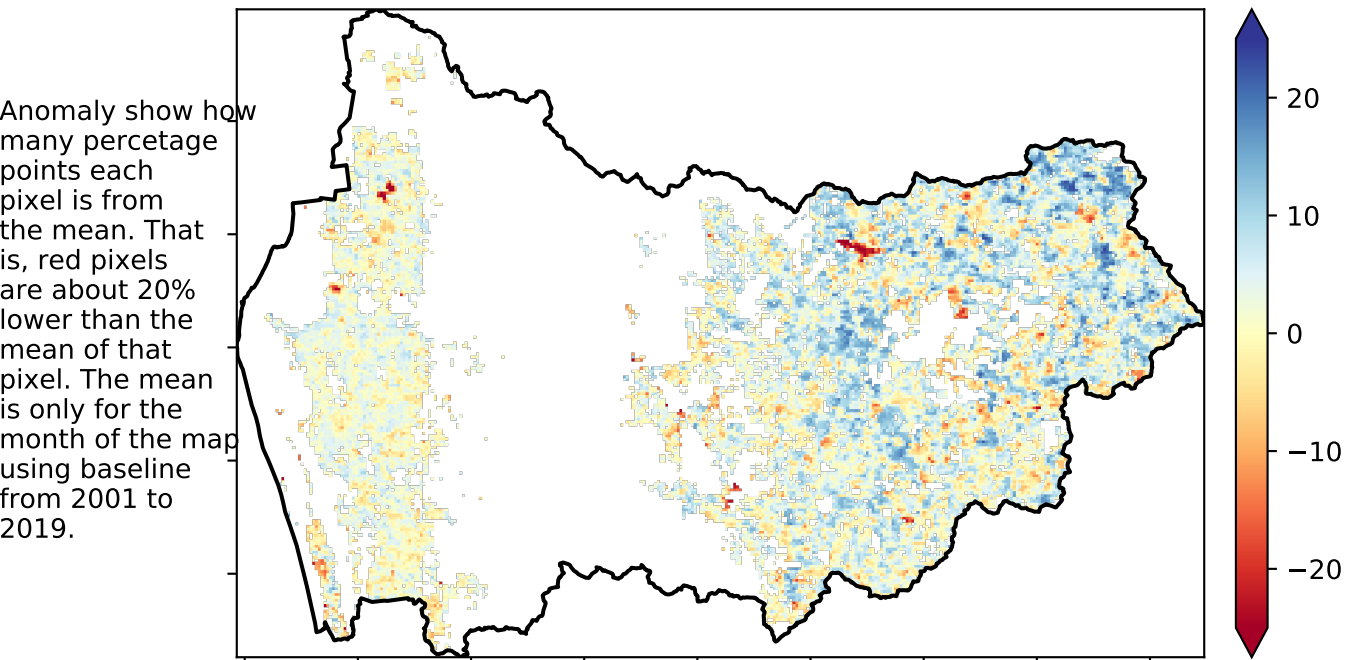 Anomaly show how
many percetage
points each
pixel is from
the mean. That
is, red pixels
are about 20%
lower than the
mean of that
pixel. The mean
is only for the
month of the map
using baseline
from 2001 to
2019.
20
10
0
−10
−20